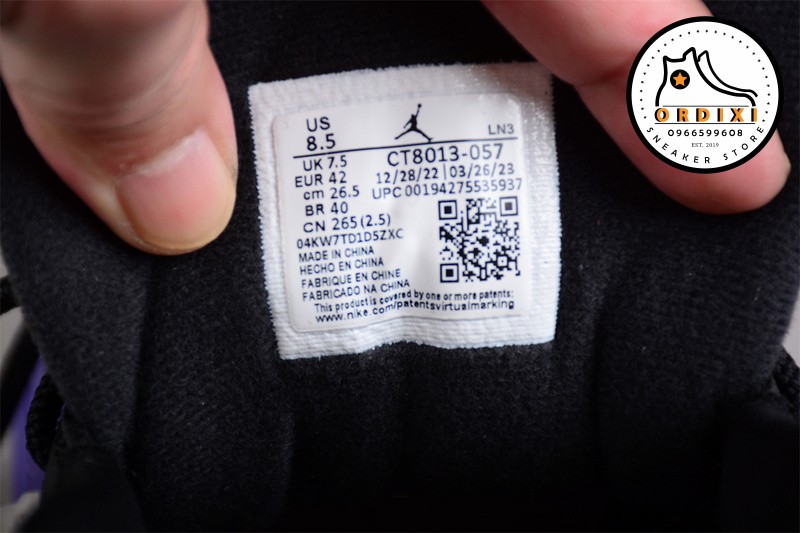 US
8.5
LN3
UK 7.5
CT8013-057
EUR 42
12/28/22 | 03/26/23
cm 26.5
UPC 00194275535937
BR 40
CN 265 (2.5)
04KW7TD1D5ZXC
MADE IN CHINA
HECHO EN CHINA
FABRIQUE EN CHINE
FABRICADO NA CHINA
This product is covered by one or more patents:
www.nike.com/patentsvirtualmarking
ORDIXI
0966599608
EST. 2019
SNEAKER STORE